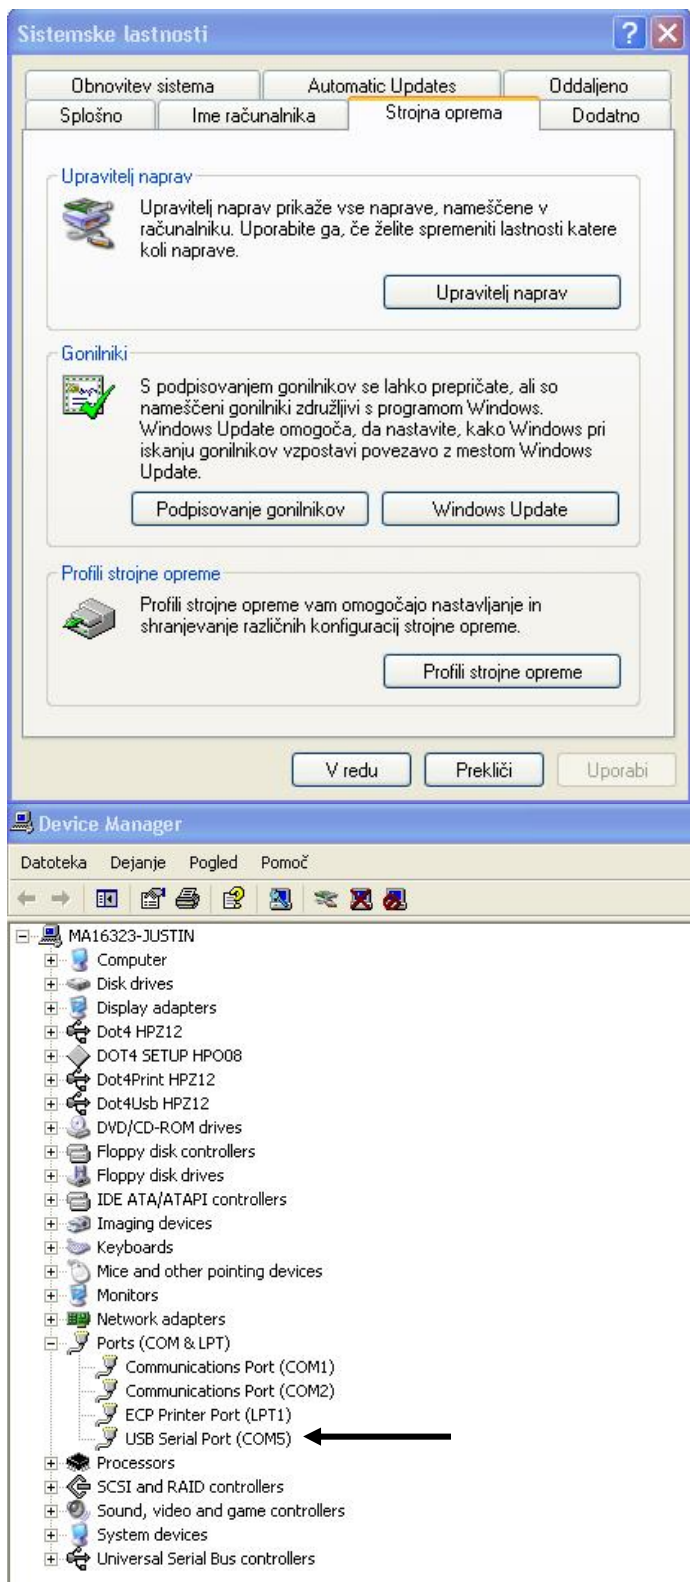 Sistemske lastnosti
Obnovitev sistema Automatic Updates Oddaljeno
Splošno Ime računalnika Strojna oprema Dodatno
Upravitelj naprav
Upravitelj naprav prikaže vse naprave, nameščene v
računalniku. Uporabite ga, če želite spremeniti lastnosti katere
koli naprave.
Upravitelj naprav
Gonilniki
S podpisovanjem gonilnikov se lahko prepričate, ali so
nameščeni gonilniki združljivi s programom Windows.
Windows Update omogoča, da nastavite, kako Windows pri
iskanju gonilnikov vzpostavi povezavo z mestom Windows
Update.
Podpisovanje gonilnikov Windows Update
Profili strojne opreme
Profili strojne opreme vam omogočajo nastavljanje in
shranjevanje različnih konfiguracij strojne opreme.
Profili strojne opreme
V redu Prekliči Uporabi
Device Manager
Datoteka Dejanje Pogled Pomoč
MA16323-JUSTIN
Computer
Disk drives
Display adapters
Dot4 HPZ12
DOT4 SETUP HPO08
Dot4Print HPZ12
Dot4Usb HPZ12
DVD/CD-ROM drives
Floppy disk controllers
Floppy disk drives
IDE ATA/ATAPI controllers
Imaging devices
Keyboards
Mice and other pointing devices
Monitors
Network adapters
Ports (COM & LPT)
Communications Port (COM1)
Communications Port (COM2)
ECP Printer Port (LPT1)
USB Serial Port (COM5)
Processors
SCSI and RAID controllers
Sound, video and game controllers
System devices
Universal Serial Bus controllers